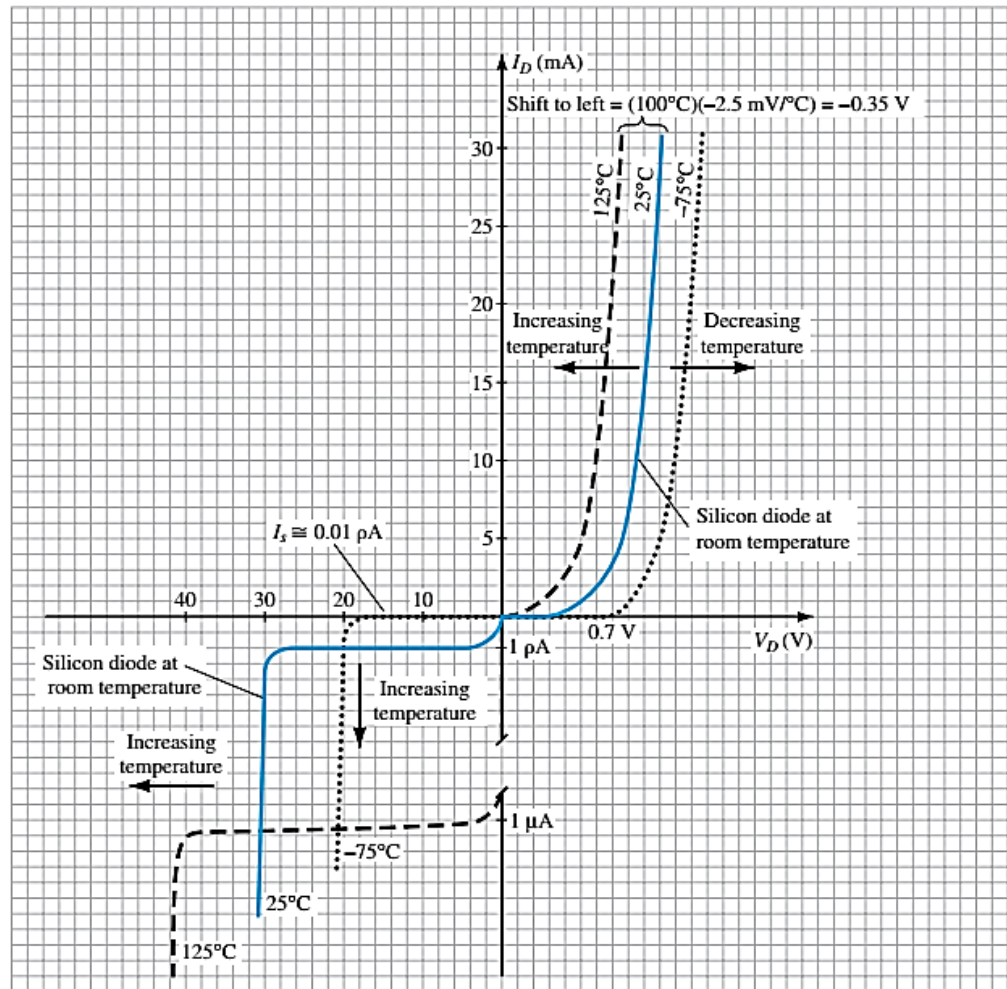 I_D (mA)
Shift to left = (100°C)(–2.5 mV/°C) = –0.35 V
30
125°C
25°C
–75°C
25
20
Increasing
temperature
Decreasing
temperature
15
10
Silicon diode at
room temperature
I_s ≅ 0.01 ρA
5
40
30
20
10
0.7 V
V_D (V)
1 ρA
Silicon diode at
room temperature
Increasing
temperature
Increasing
temperature
1 μA
–75°C
25°C
125°C